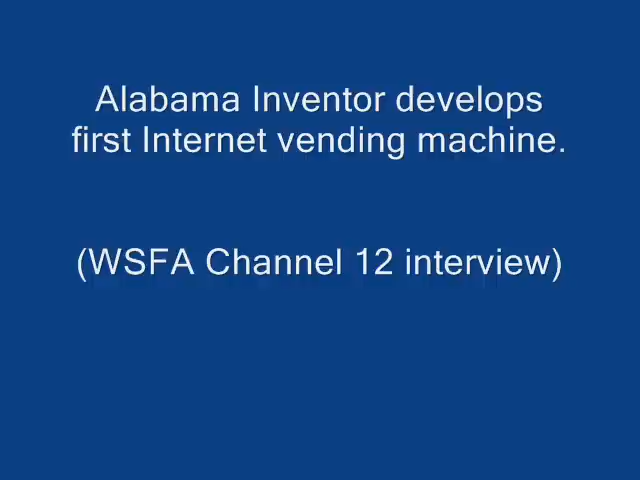 Alabama Inventor develops
first Internet vending machine.
(WSFA Channel 12 interview)